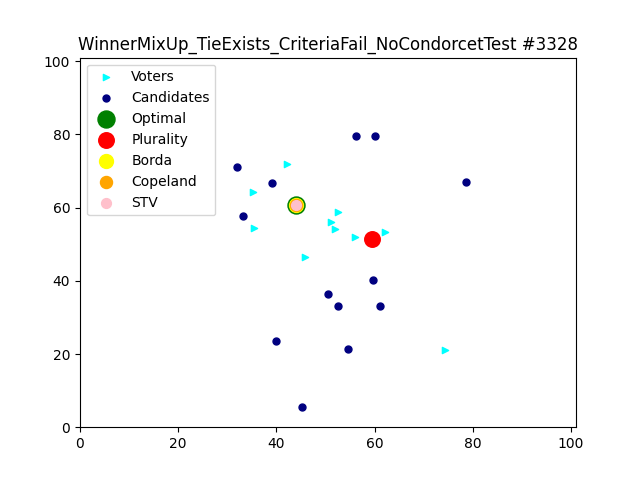 WinnerMixUp_TieExists_CriteriaFail_NoCondorcetTest #3328
100
80
60
40
20
0
Voters
Candidates
Optimal
Plurality
Borda
Copeland
STV
0 20 40 60 80 100